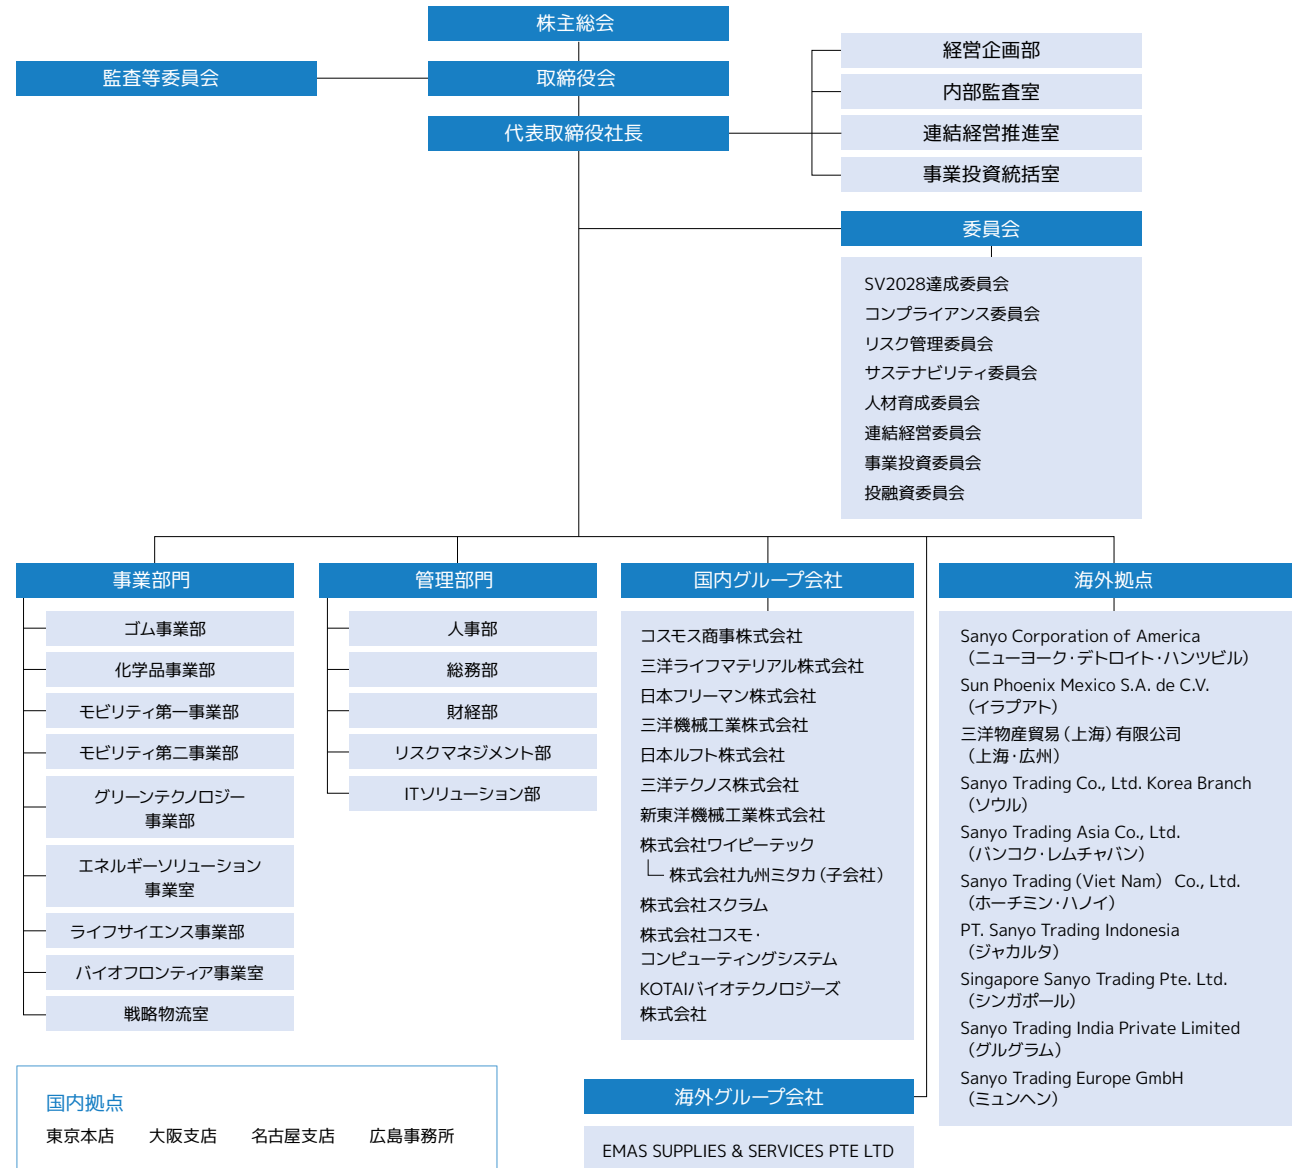 株主総会
監査等委員会
取締役会
代表取締役社長
経営企画部
内部監査室
連結経営推進室
事業投資統括室
委員会
SV2028達成委員会
コンプライアンス委員会
リスク管理委員会
サステナビリティ委員会
人材育成委員会
連結経営委員会
事業投資委員会
投融資委員会
事業部門
ゴム事業部
化学品事業部
モビリティ第一事業部
モビリティ第二事業部
グリーンテクノロジー
事業部
エネルギーソリューション
事業室
ライフサイエンス事業部
バイオフロンティア事業室
戦略物流室
管理部門
人事部
総務部
財経部
リスクマネジメント部
ITソリューション部
国内グループ会社
コスモス商事株式会社
三洋ライフマテリアル株式会社
日本フリーマン株式会社
三洋機械工業株式会社
日本ルフト株式会社
三洋テクノス株式会社
新東洋機械工業株式会社
株式会社ワイピーテック
株式会社九州ミタカ（子会社）
株式会社スクラム
株式会社コスモ・
コンピューティングシステム
KOTAIバイオテクノロジーズ
株式会社
海外拠点
Sanyo Corporation of America
（ニューヨーク・デトロイト・ハンツビル）
Sun Phoenix Mexico S.A. de C.V.
（イラプアト）
三洋物産貿易（上海）有限公司
（上海・広州）
Sanyo Trading Co., Ltd. Korea Branch
（ソウル）
Sanyo Trading Asia Co., Ltd.
（バンコク・レムチャバン）
Sanyo Trading（Viet Nam） Co., Ltd.
（ホーチミン・ハノイ）
PT. Sanyo Trading Indonesia
（ジャカルタ）
Singapore Sanyo Trading Pte. Ltd.
（シンガポール）
Sanyo Trading India Private Limited
（グルグラム）
Sanyo Trading Europe GmbH
（ミュンヘン）
海外グループ会社
EMAS SUPPLIES & SERVICES PTE LTD
国内拠点
東京本店 大阪支店 名古屋支店 広島事務所